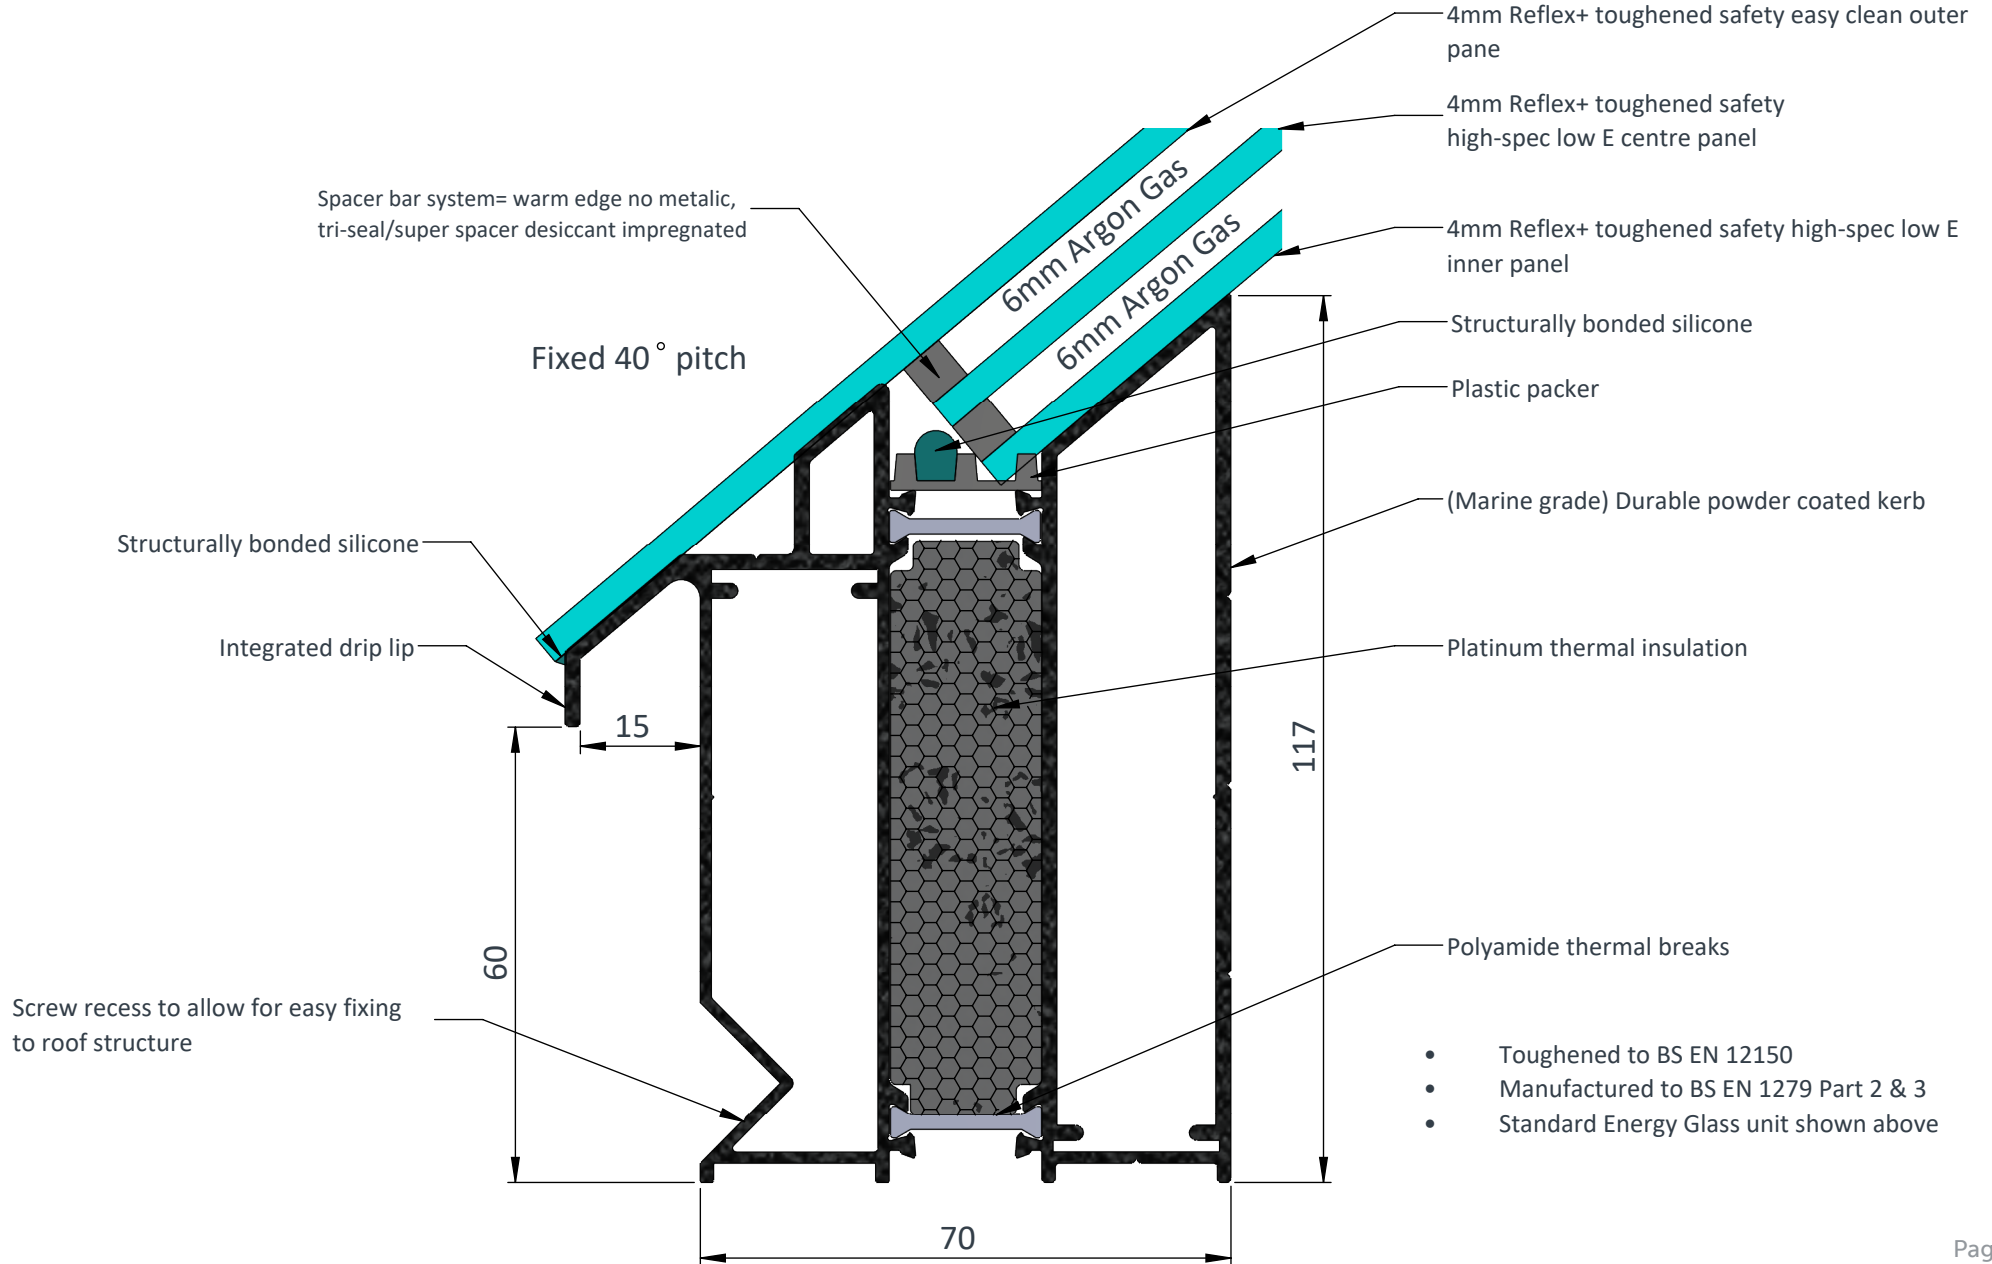 4mm Reflex+ toughened safety easy clean outer
pane
4mm Reflex+ toughened safety
high-spec low E centre panel
Spacer bar system= warm edge no metalic,
tri-seal/super spacer desiccant impregnated
6mm Argon Gas
6mm Argon Gas
4mm Reflex+ toughened safety high-spec low E
inner panel
Structurally bonded silicone
Fixed 40° pitch
Plastic packer
(Marine grade) Durable powder coated kerb
Structurally bonded silicone
Integrated drip lip
Platinum thermal insulation
15
117
60
Polyamide thermal breaks
Screw recess to allow for easy fixing
to roof structure
• Toughened to BS EN 12150
• Manufactured to BS EN 1279 Part 2 & 3
• Standard Energy Glass unit shown above
70
Pag